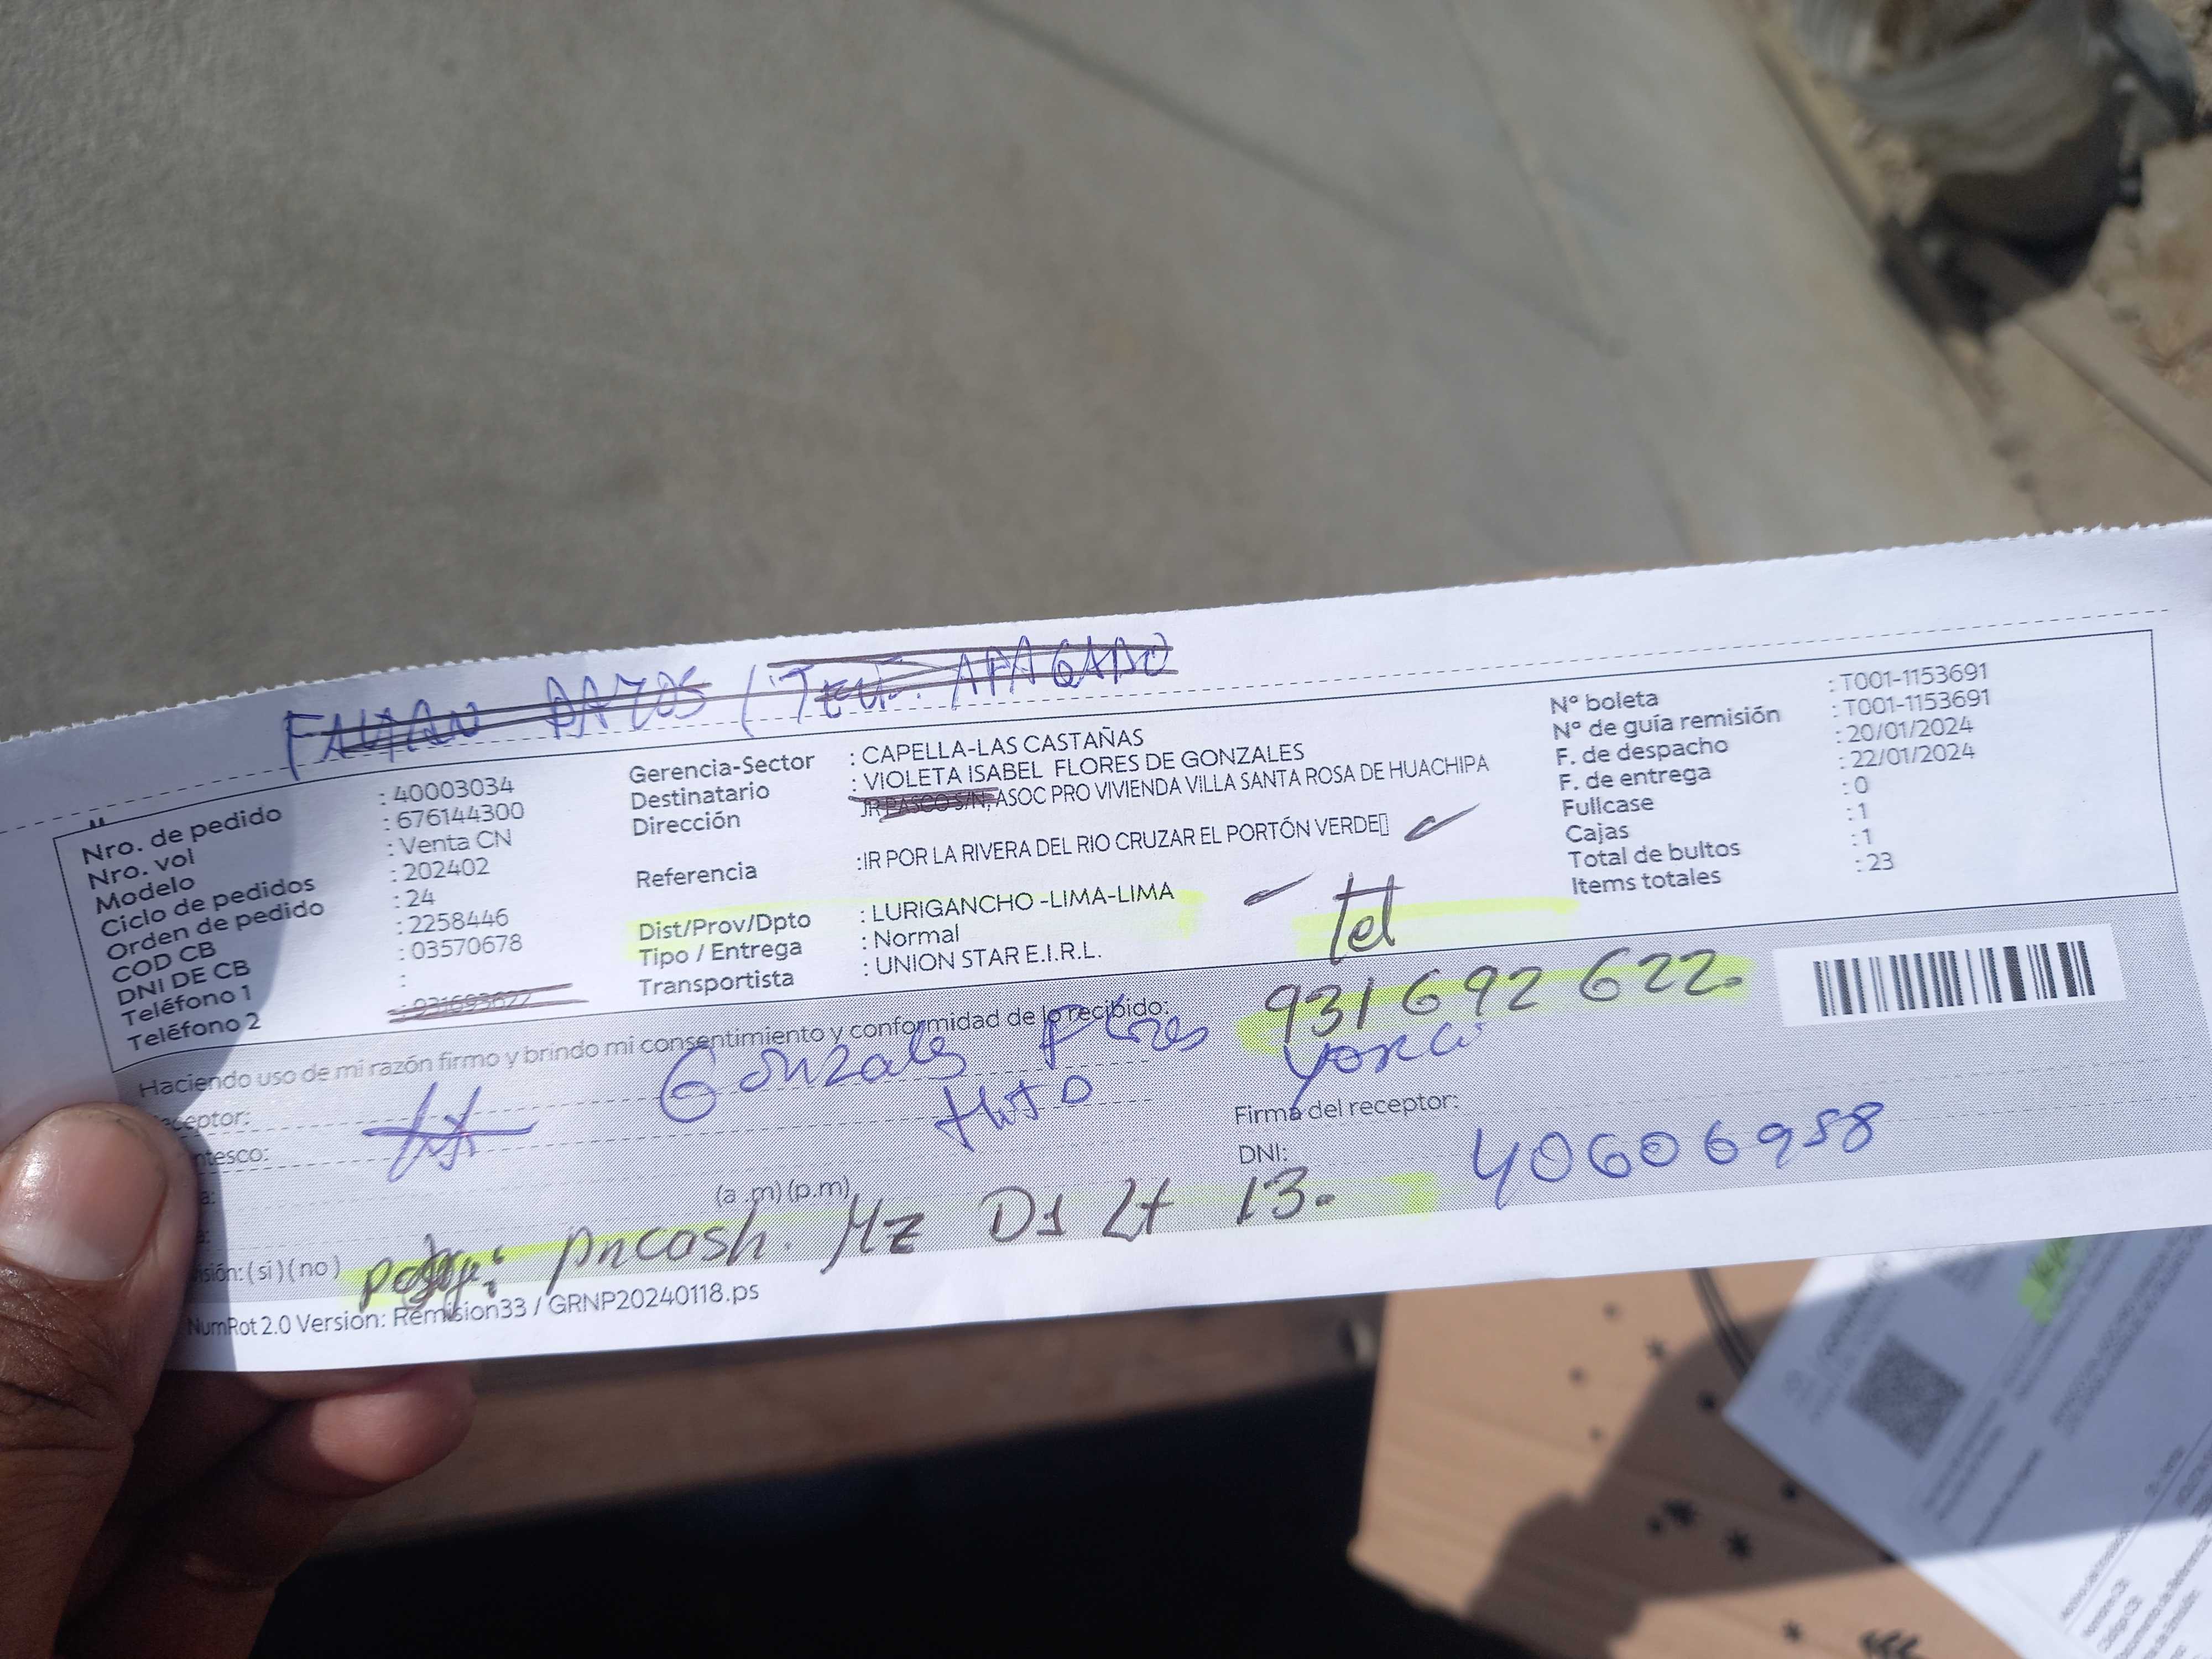 FALTAN DATOS / TELF. APAGADO
Nro. de pedido : 40003034
Nro. vol : 676144300
Modelo : Venta CN
Ciclo de pedidos : 202402
Orden de pedido : 24
COD CB : 2258446
DNI DE CB : 03570678
Teléfono 1 :
Teléfono 2 :
Gerencia-Sector : CAPELLA-LAS CASTAÑAS
Destinatario : VIOLETA ISABEL FLORES DE GONZALES
Dirección JR PASCO S/N, ASOC PRO VIVIENDA VILLA SANTA ROSA DE HUACHIPA
Referencia :IR POR LA RIVERA DEL RIO CRUZAR EL PORTÓN VERDE
Dist/Prov/Dpto : LURIGANCHO -LIMA-LIMA
Tipo / Entrega : Normal
Transportista : UNION STAR E.I.R.L.
N° boleta : T001-1153691
N° de guía remisión : T001-1153691
F. de despacho : 20/01/2024
F. de entrega : 22/01/2024
Fullcase : 0
Cajas : 1
Total de bultos : 1
Items totales : 23
Tel
931692622.
Haciendo uso de mi razón firmo y brindo mi consentimiento y conformidad de lo recibido:
eceptor: Gonzales Flores
ntesco:
Firma del receptor:
DNI: 40606958
(a .m) (p.m)
sión: ( si ) ( no )
Mz D1 Lt 13.
NumRot 2.0 Version: Remision33 / GRNP20240118.ps